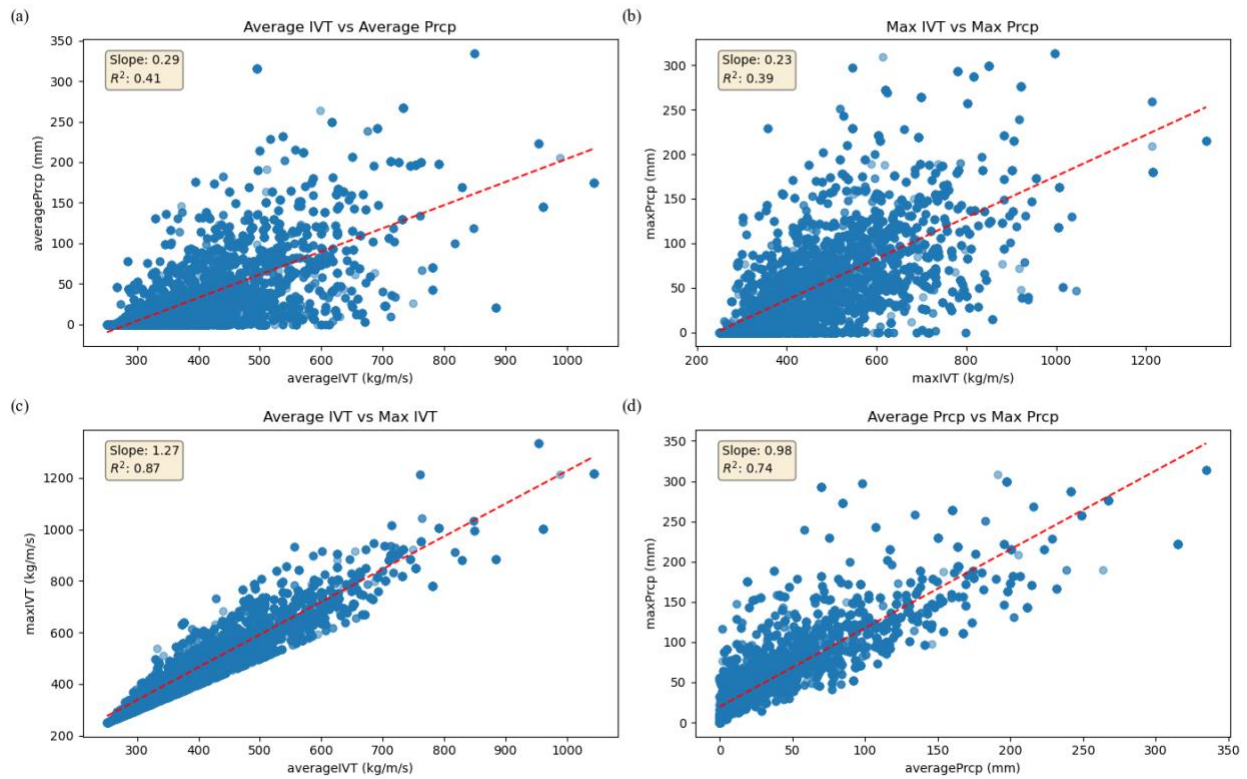 (a)
Average IVT vs Average Prcp
Slope: 0.29
R²: 0.41
averagePrcp (mm)
350
300
250
200
150
100
50
0
300 400 500 600 700 800 900 1000
averageIVT (kg/m/s)
(b)
Max IVT vs Max Prcp
Slope: 0.23
R²: 0.39
maxPrcp (mm)
300
250
200
150
100
50
0
200 400 600 800 1000 1200
maxIVT (kg/m/s)
(c)
Average IVT vs Max IVT
Slope: 1.27
R²: 0.87
maxIVT (kg/m/s)
1200
1000
800
600
400
200
300 400 500 600 700 800 900 1000
averageIVT (kg/m/s)
(d)
Average Prcp vs Max Prcp
Slope: 0.98
R²: 0.74
maxPrcp (mm)
350
300
250
200
150
100
50
0
0 50 100 150 200 250 300 350
averagePrcp (mm)